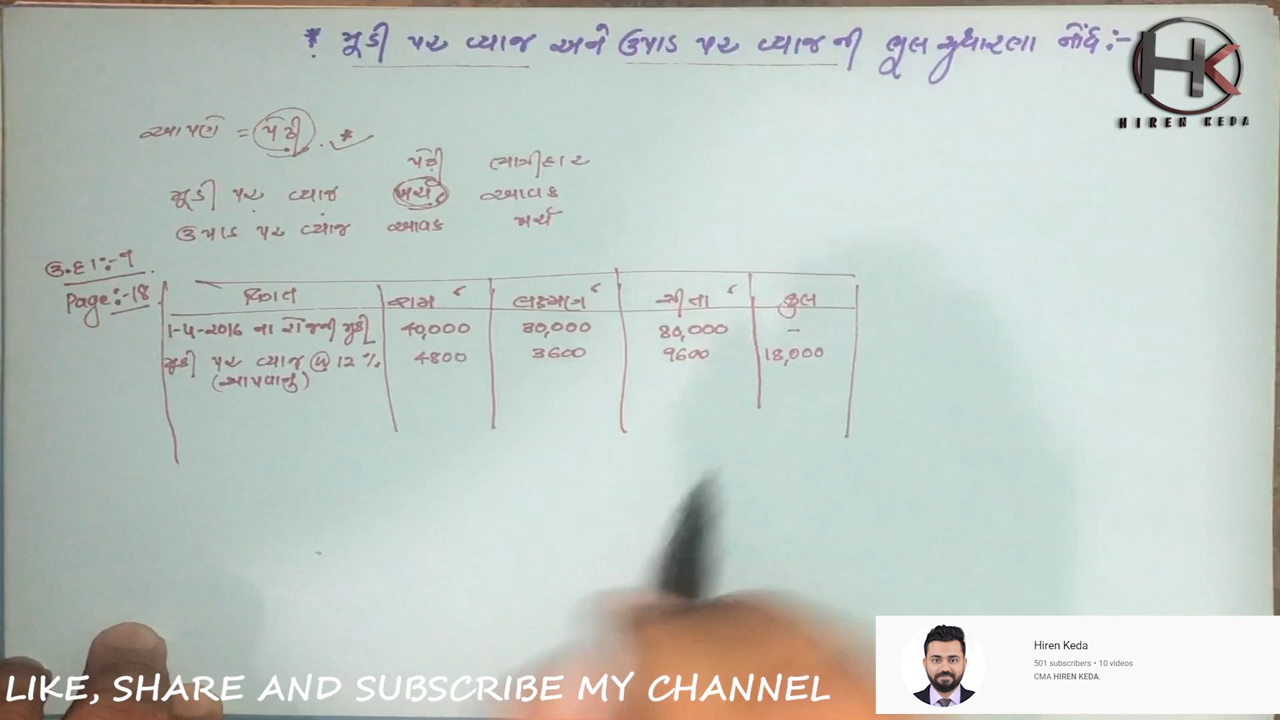 * મૂડી પર વ્યાજ અને ઉપાડ પર વ્યાજ ની ભૂલ સુધારણા નોંધ:-
HK
HIREN KEDA
આપણે = પેઢી.
પેઢી ભાગીદાર
મૂડી પર વ્યાજ ખર્ચ આવક
ઉપાડ પર વ્યાજ આવક ખર્ચ
ઉ.દા:-૧
Page:-18
વિગત રામ લક્ષ્મણ સીતા કુલ
1-4-2016 ના રોજની મૂડી 40,000 30,000 80,000 -
મૂડી પર વ્યાજ @ 12% 4800 3600 9600 18,000
(આપવાનું)
LIKE, SHARE AND SUBSCRIBE MY CHANNEL
Hiren Keda
501 subscribers • 10 videos
CMA HIREN KEDA.